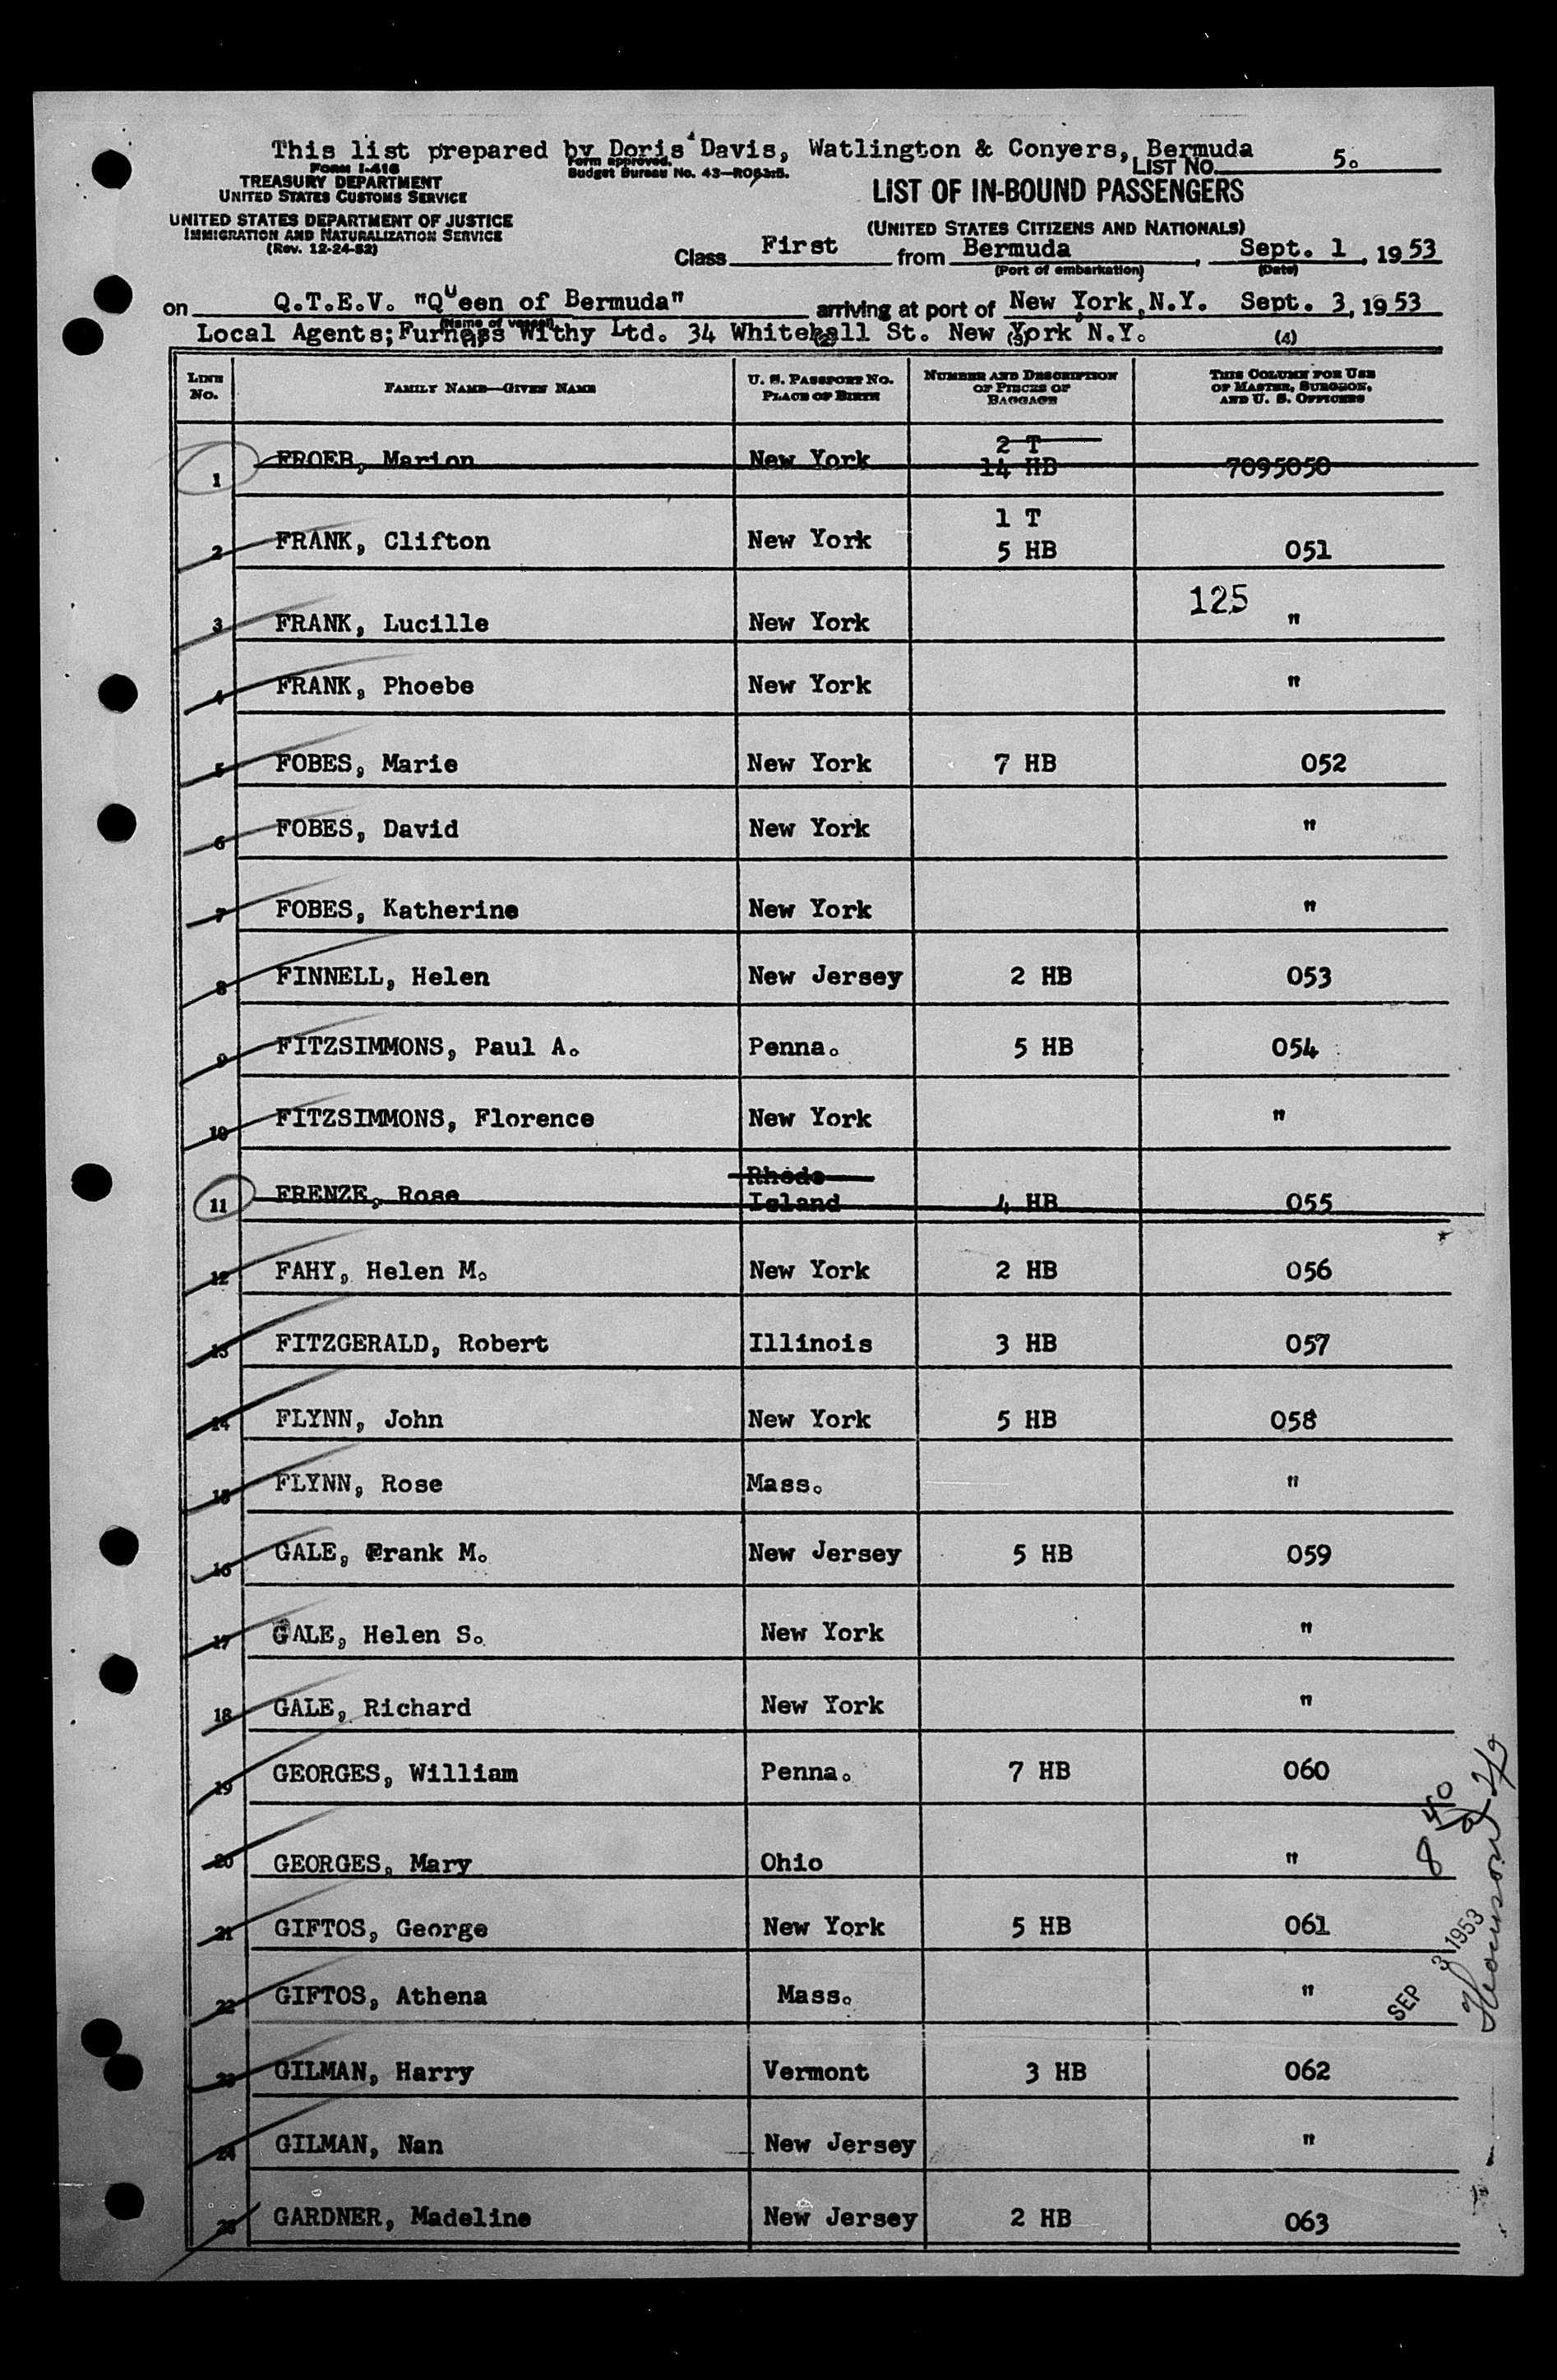 This list prepared by Doris Davis, Watlington & Conyers, Bermuda
Form I-418
TREASURY DEPARTMENT
UNITED STATES CUSTOMS SERVICE
UNITED STATES DEPARTMENT OF JUSTICE
IMMIGRATION AND NATURALIZATION SERVICE
(Rev. 12-24-52)
Form approved.
Budget Bureau No. 43—
LIST NO. 5.
LIST OF IN-BOUND PASSENGERS
(UNITED STATES CITIZENS AND NATIONALS)
Class First from Bermuda, Sept. 1, 1953
(Port of embarkation) (Date)
on Q.T.E.V. "Queen of Bermuda" arriving at port of New York, N.Y. Sept. 3, 1953
(Name of vessel)
Local Agents; Furness Withy Ltd. 34 Whitehall St. New York N.Y.
(1) (2) (3) (4)
LINE No. FAMILY NAME—GIVEN NAME U. S. PASSPORT NO. PLACE OF BIRTH NUMBER AND DESCRIPTION OF PIECES OF BAGGAGE THIS COLUMN FOR USE OF MASTER, SURGEON, AND U. S. OFFICERS
1 FROEB, Marion New York 2 T 14 HB 7095050
2 FRANK, Clifton New York 1 T 5 HB 051
125
3 FRANK, Lucille New York "
4 FRANK, Phoebe New York "
5 FOBES, Marie New York 7 HB 052
6 FOBES, David New York "
7 FOBES, Katherine New York "
8 FINNELL, Helen New Jersey 2 HB 053
9 FITZSIMMONS, Paul A. Penna. 5 HB 054
10 FITZSIMMONS, Florence New York "
11 FRENZE, Rose Rhode Island 4 HB 055
12 FAHY, Helen M. New York 2 HB 056
13 FITZGERALD, Robert Illinois 3 HB 057
14 FLYNN, John New York 5 HB 058
15 FLYNN, Rose Mass. "
16 GALE, Frank M. New Jersey 5 HB 059
17 GALE, Helen S. New York "
18 GALE, Richard New York "
19 GEORGES, William Penna. 7 HB 060
20 GEORGES, Mary Ohio "
21 GIFTOS, George New York 5 HB 061
22 GIFTOS, Athena Mass. "
23 GILMAN, Harry Vermont 3 HB 062
24 GILMAN, Nan New Jersey "
25 GARDNER, Madeline New Jersey 2 HB 063
SEP 3 1953
8 40